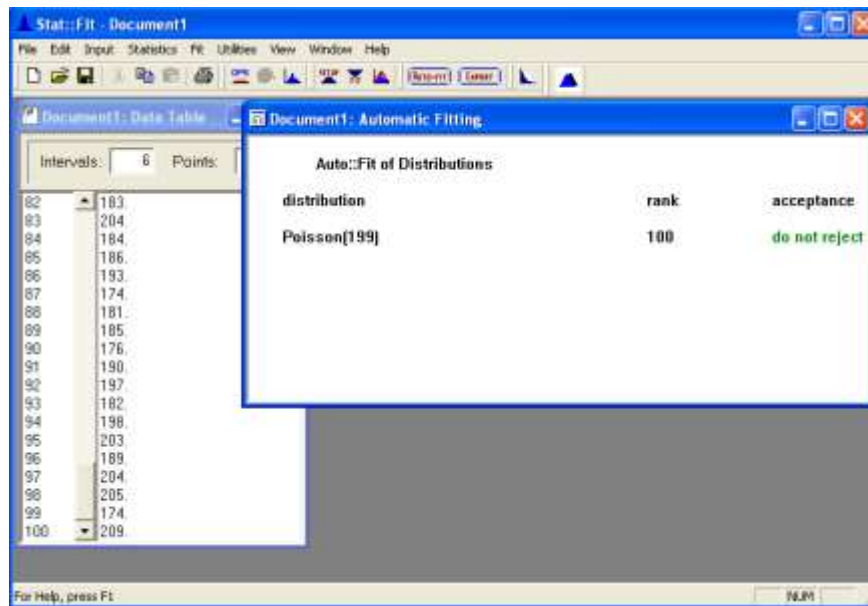 Stat::Fit - Document1
File Edit Input Statistics Fit Utilities View Window Help
Document1: Data Table
Intervals: 6 Points:
82 183.
83 204.
84 184.
85 186.
86 193.
87 174.
88 181.
89 185.
90 176.
91 190.
92 197.
93 182.
94 198.
95 203.
96 189.
97 204.
98 205.
99 174.
100 209.
Document1: Automatic Fitting
Auto::Fit of Distributions
distribution rank acceptance
Poisson(199) 100 do not reject
For Help, press F1
NUM